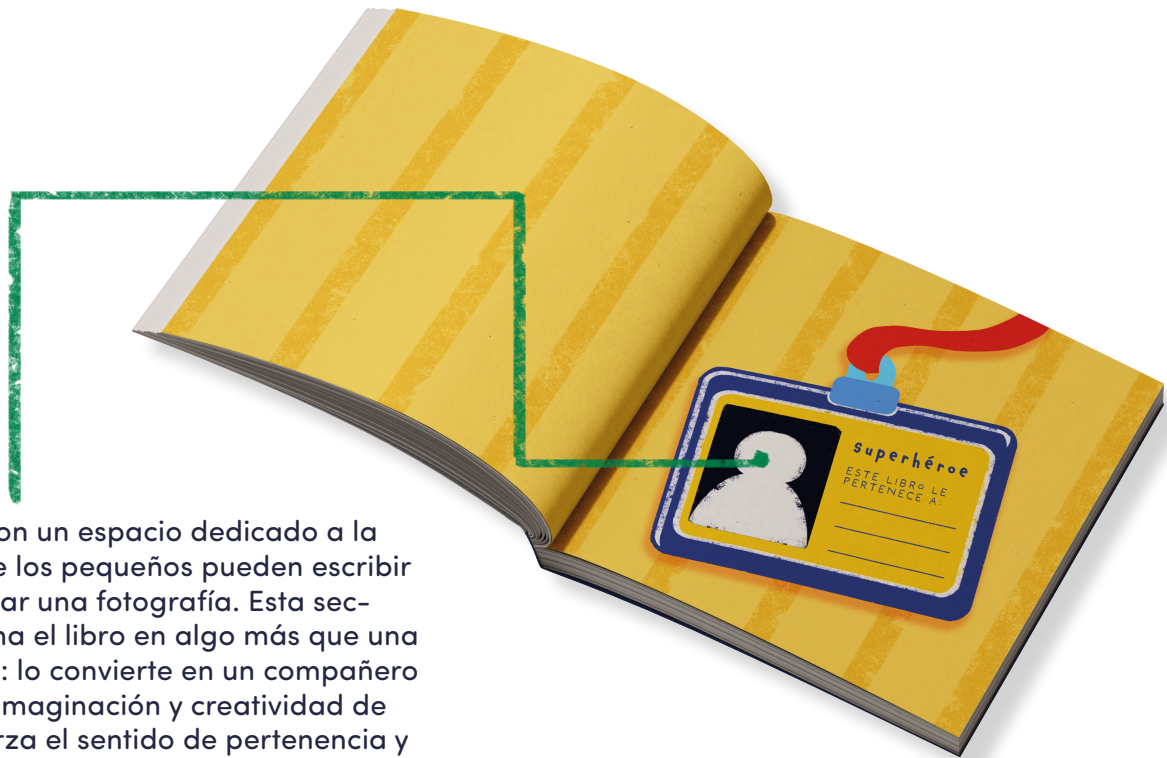 superhéroe
ESTE LIBRO LE
PERTENECE A:
on un espacio dedicado a la
e los pequeños pueden escribir
ar una fotografía. Esta sec-
na el libro en algo más que una
: lo convierte en un compañero
imaginación y creatividad de
rza el sentido de pertenencia y